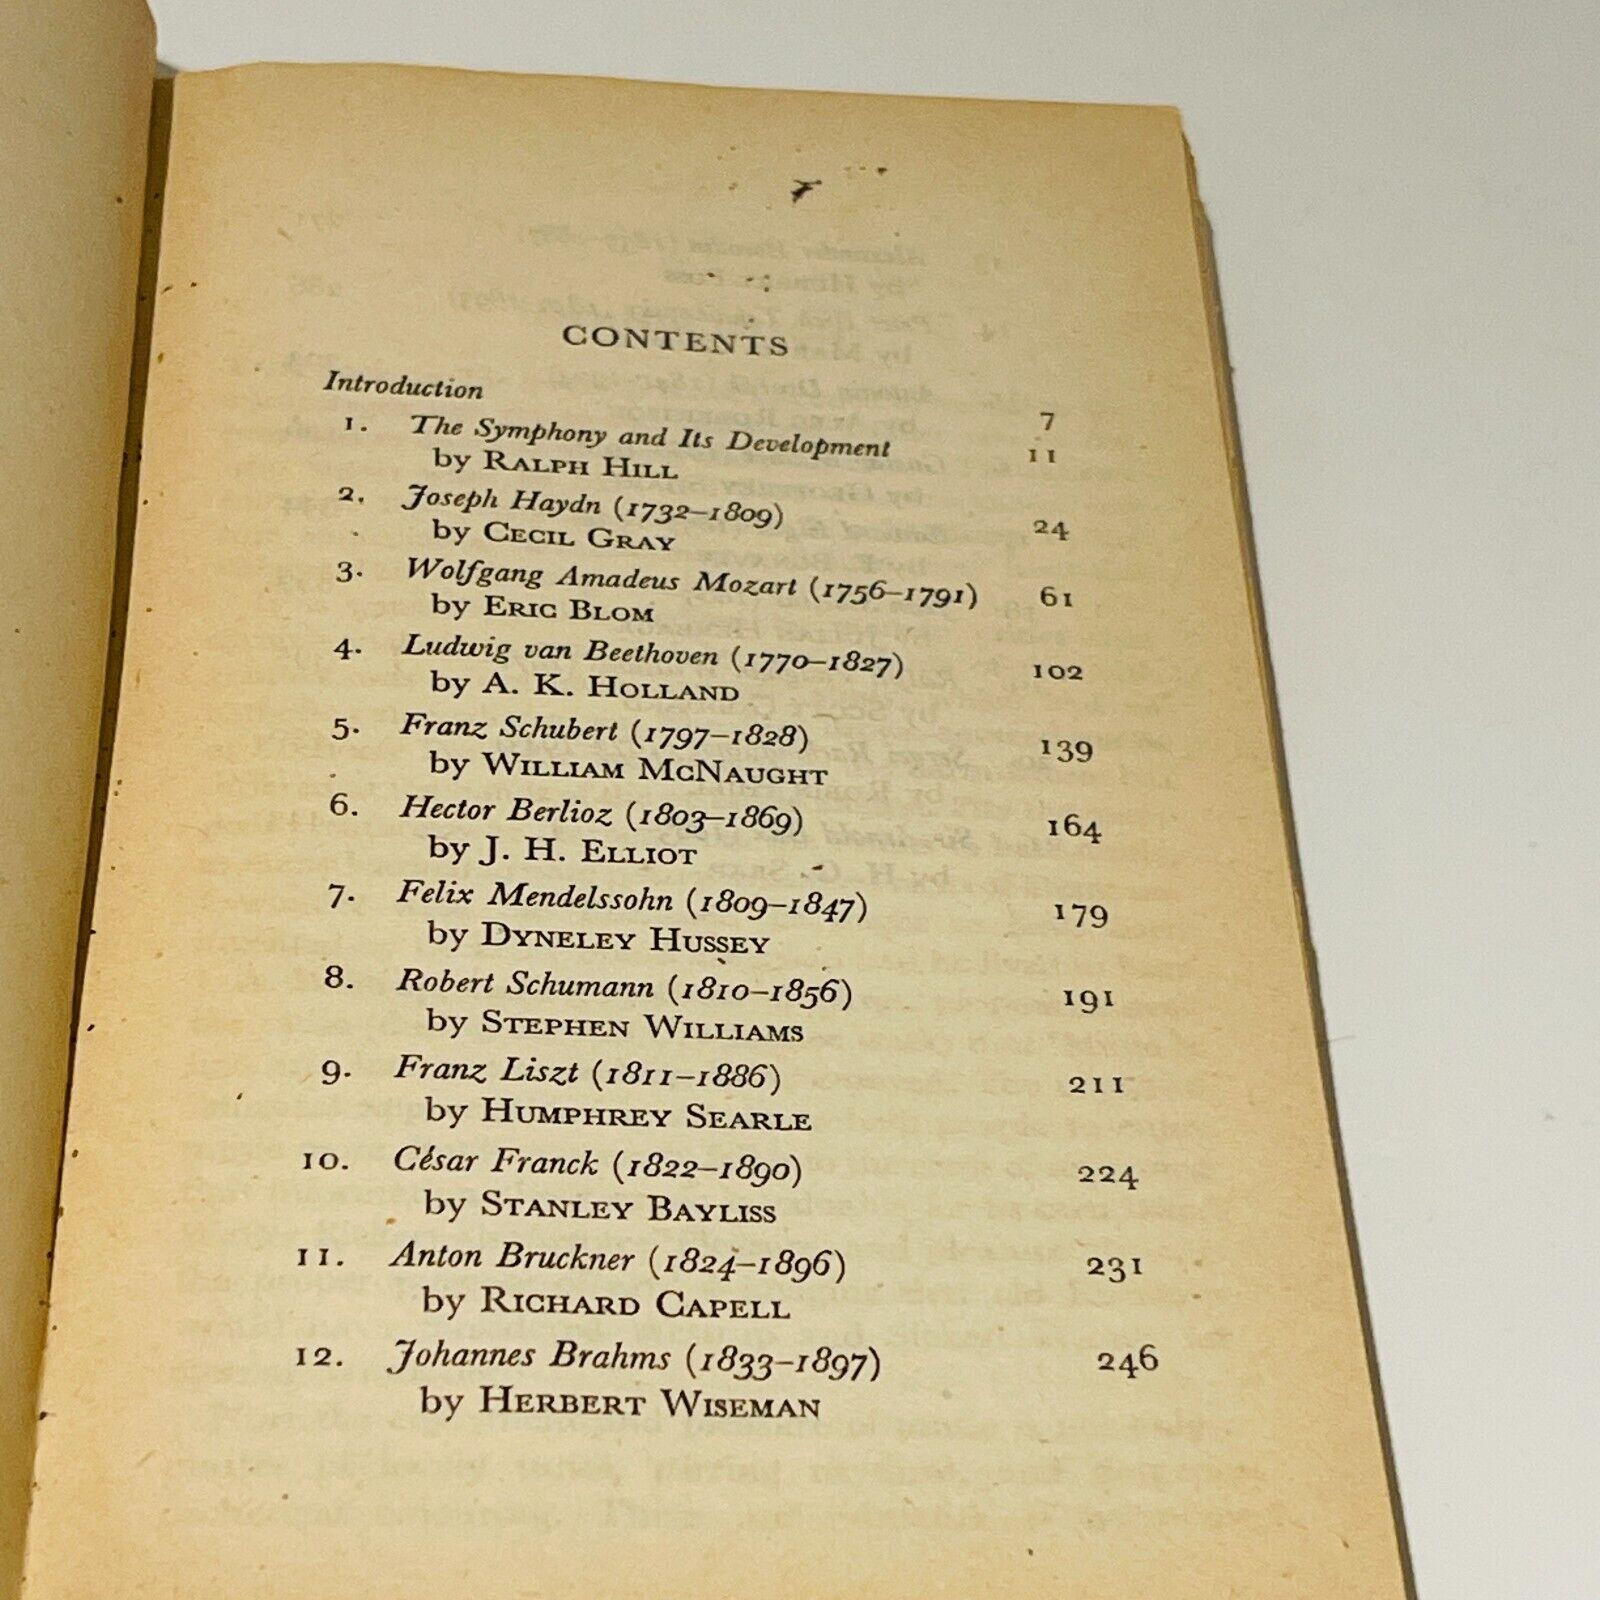 CONTENTS
Introduction 7
1. The Symphony and Its Development 11
by RALPH HILL
2. Joseph Haydn (1732–1809) 24
by CECIL GRAY
3. Wolfgang Amadeus Mozart (1756–1791) 61
by ERIC BLOM
4. Ludwig van Beethoven (1770–1827) 102
by A. K. HOLLAND
5. Franz Schubert (1797–1828) 139
by WILLIAM MCNAUGHT
6. Hector Berlioz (1803–1869) 164
by J. H. ELLIOT
7. Felix Mendelssohn (1809–1847) 179
by DYNELEY HUSSEY
8. Robert Schumann (1810–1856) 191
by STEPHEN WILLIAMS
9. Franz Liszt (1811–1886) 211
by HUMPHREY SEARLE
10. César Franck (1822–1890) 224
by STANLEY BAYLISS
11. Anton Bruckner (1824–1896) 231
by RICHARD CAPELL
12. Johannes Brahms (1833–1897) 246
by HERBERT WISEMAN